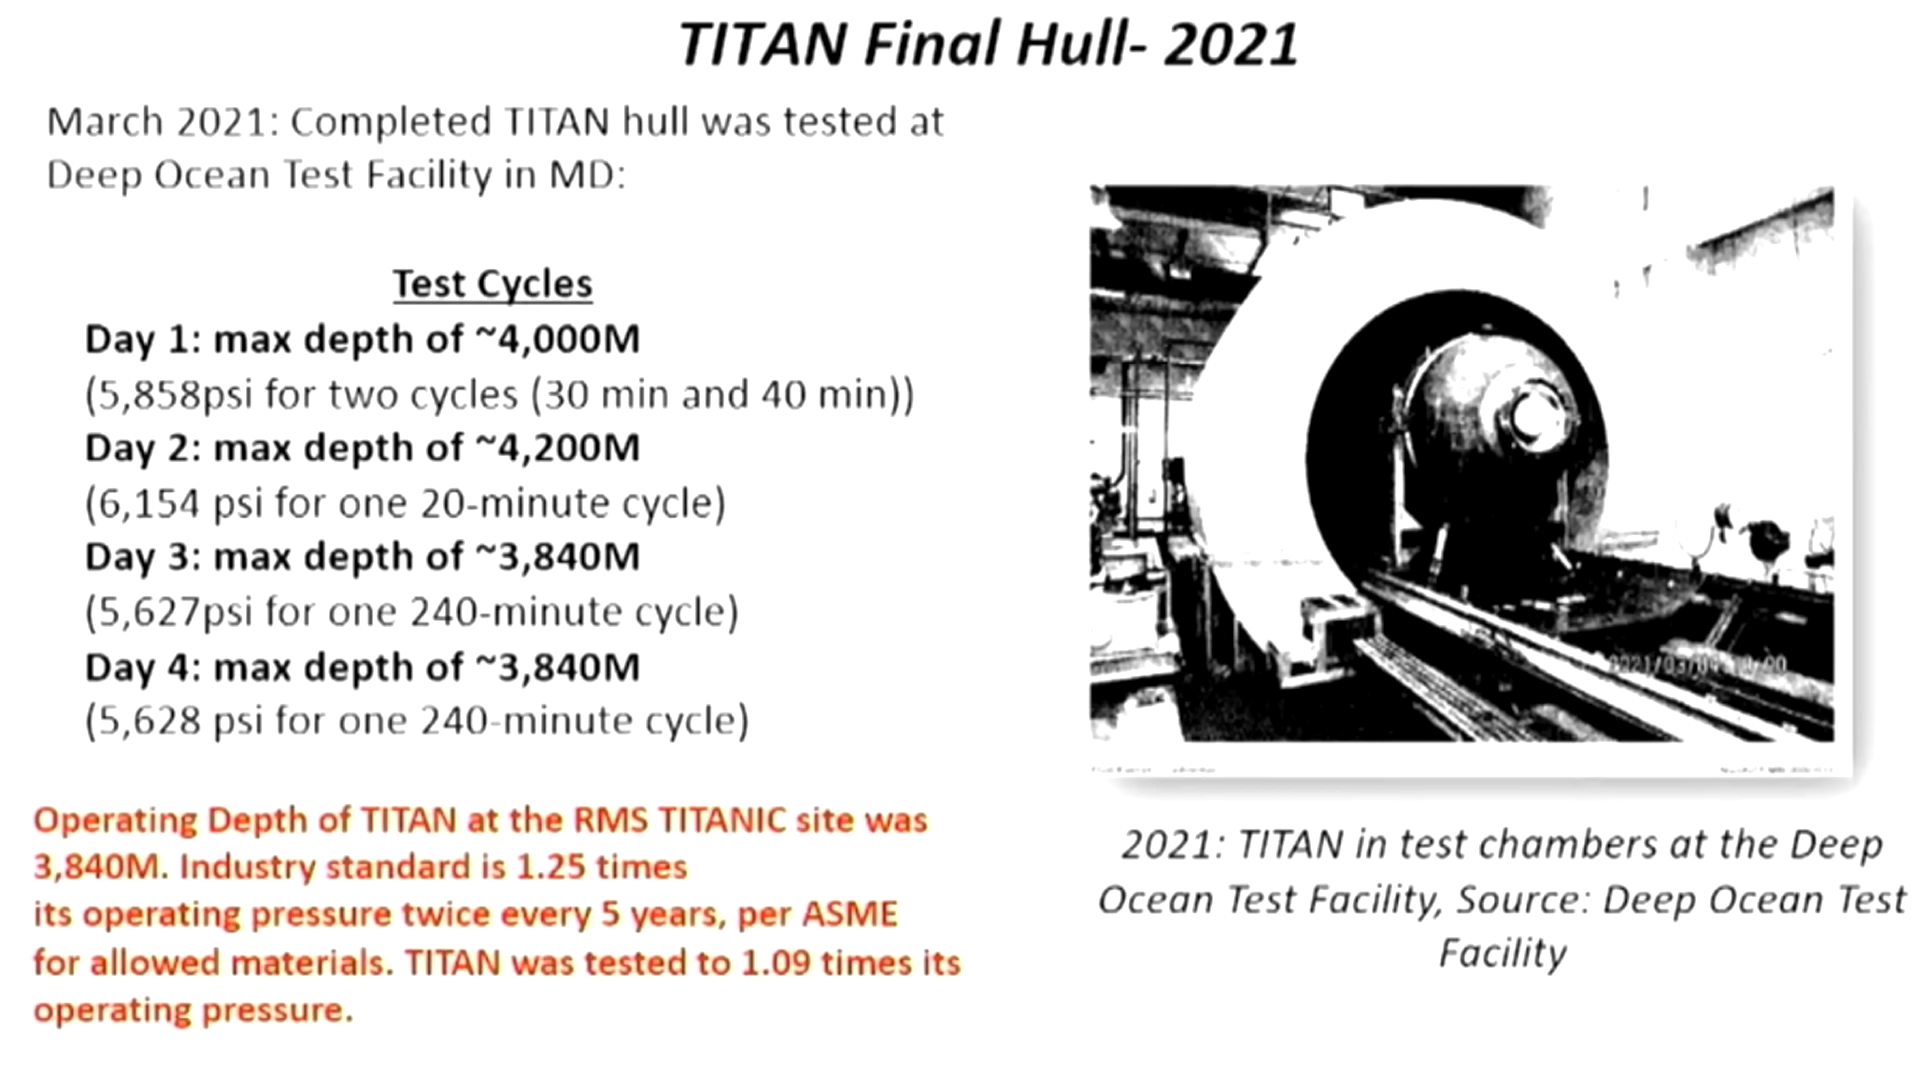 TITAN Final Hull- 2021
March 2021: Completed TITAN hull was tested at
Deep Ocean Test Facility in MD:
Test Cycles
Day 1: max depth of ~4,000M
(5,858psi for two cycles (30 min and 40 min))
Day 2: max depth of ~4,200M
(6,154 psi for one 20-minute cycle)
Day 3: max depth of ~3,840M
(5,627psi for one 240-minute cycle)
Day 4: max depth of ~3,840M
(5,628 psi for one 240-minute cycle)
Operating Depth of TITAN at the RMS TITANIC site was
3,840M. Industry standard is 1.25 times
its operating pressure twice every 5 years, per ASME
for allowed materials. TITAN was tested to 1.09 times its
operating pressure.
2021: TITAN in test chambers at the Deep
Ocean Test Facility, Source: Deep Ocean Test
Facility